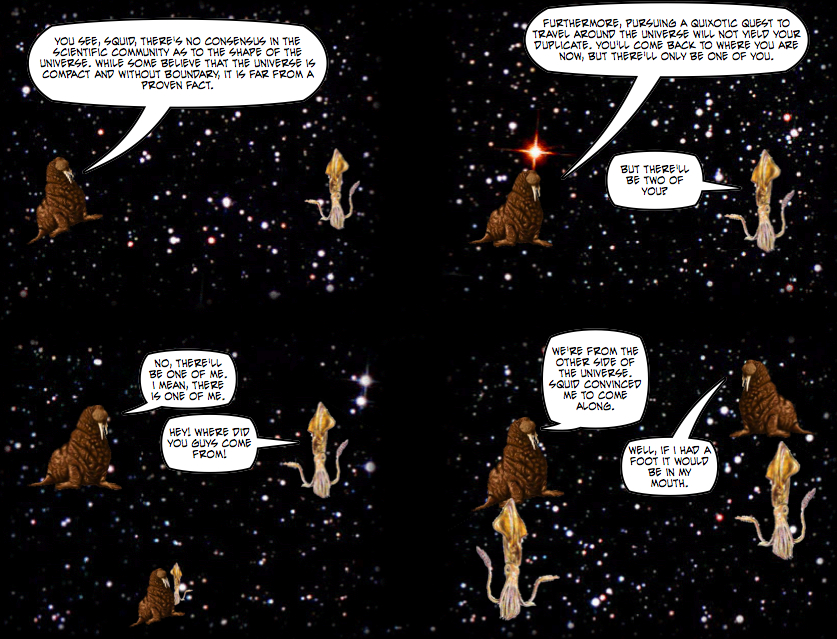 YOU SEE, SQUID, THERE'S NO CONSENSUS IN THE
SCIENTIFIC COMMUNITY AS TO THE SHAPE OF THE
UNIVERSE. WHILE SOME BELIEVE THAT THE UNIVERSE IS
COMPACT AND WITHOUT BOUNDARY, IT IS FAR FROM A
PROVEN FACT.
FURTHERMORE, PURSUING A QUIXOTIC QUEST TO
TRAVEL AROUND THE UNIVERSE WILL NOT YIELD YOUR
DUPLICATE. YOU'LL COME BACK TO WHERE YOU ARE
NOW, BUT THERE'LL ONLY BE ONE OF YOU.
BUT THERE'LL
BE TWO OF
YOU?
NO, THERE'LL
BE ONE OF ME.
I MEAN, THERE
IS ONE OF ME.
HEY! WHERE DID
YOU GUYS COME
FROM!
WE'RE FROM THE
OTHER SIDE OF
THE UNIVERSE.
SQUID CONVINCED
ME TO COME
ALONG.
WELL, IF I HAD A
FOOT IT WOULD
BE IN MY
MOUTH.